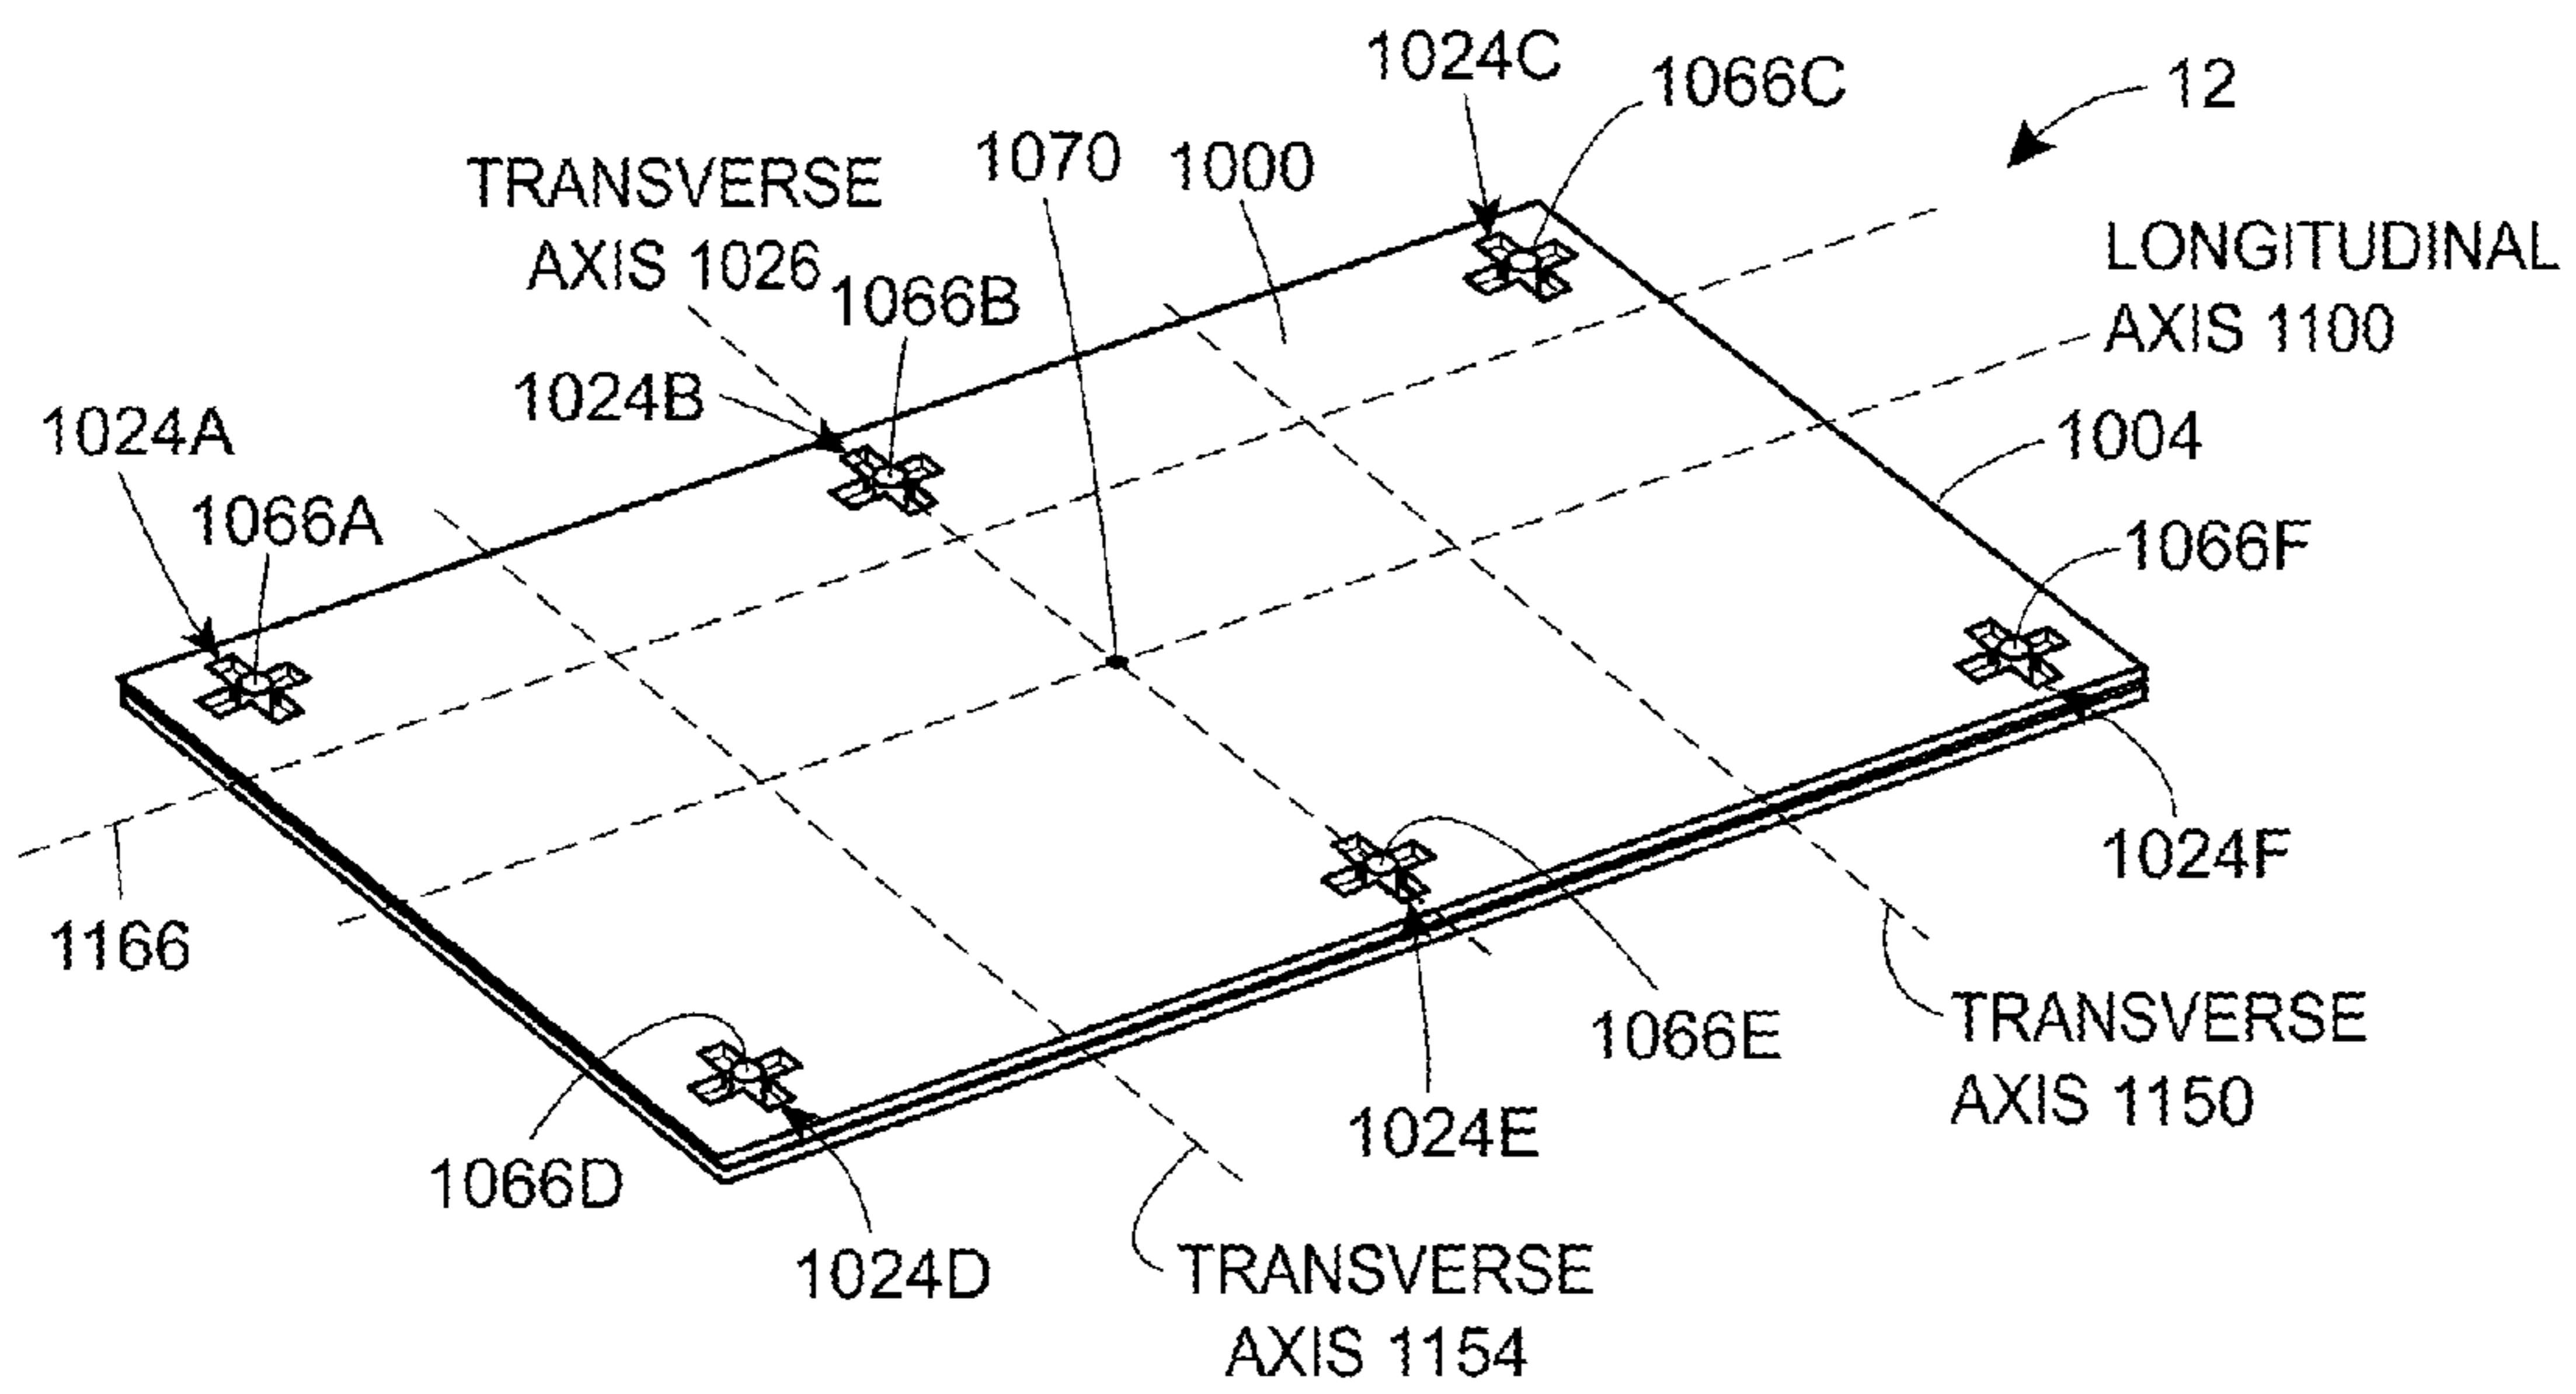 1024C
1066C
12
TRANSVERSE
AXIS 1026
1070
1000
LONGITUDINAL
AXIS 1100
1066B
1024B
1024A
1004
1066A
1066F
1024F
1166
1066E
TRANSVERSE
AXIS 1150
1024E
1066D
1024D
TRANSVERSE
AXIS 1154